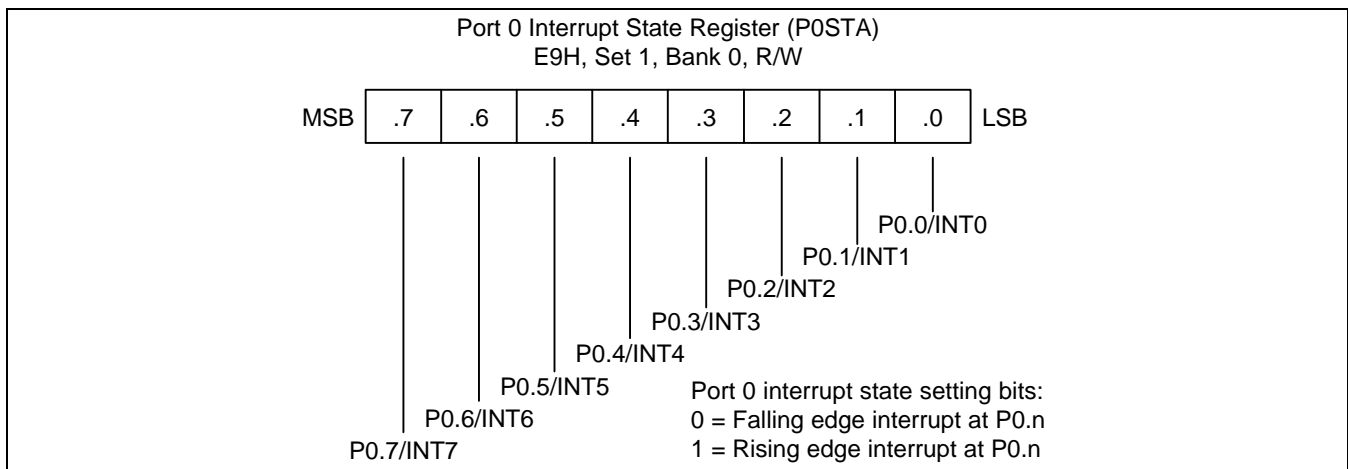 Port 0 Interrupt State Register (P0STA)
E9H, Set 1, Bank 0, R/W
MSB .7 .6 .5 .4 .3 .2 .1 .0 LSB
P0.0/INT0
P0.1/INT1
P0.2/INT2
P0.3/INT3
P0.4/INT4
P0.5/INT5
P0.6/INT6
P0.7/INT7
Port 0 interrupt state setting bits:
0 = Falling edge interrupt at P0.n
1 = Rising edge interrupt at P0.n